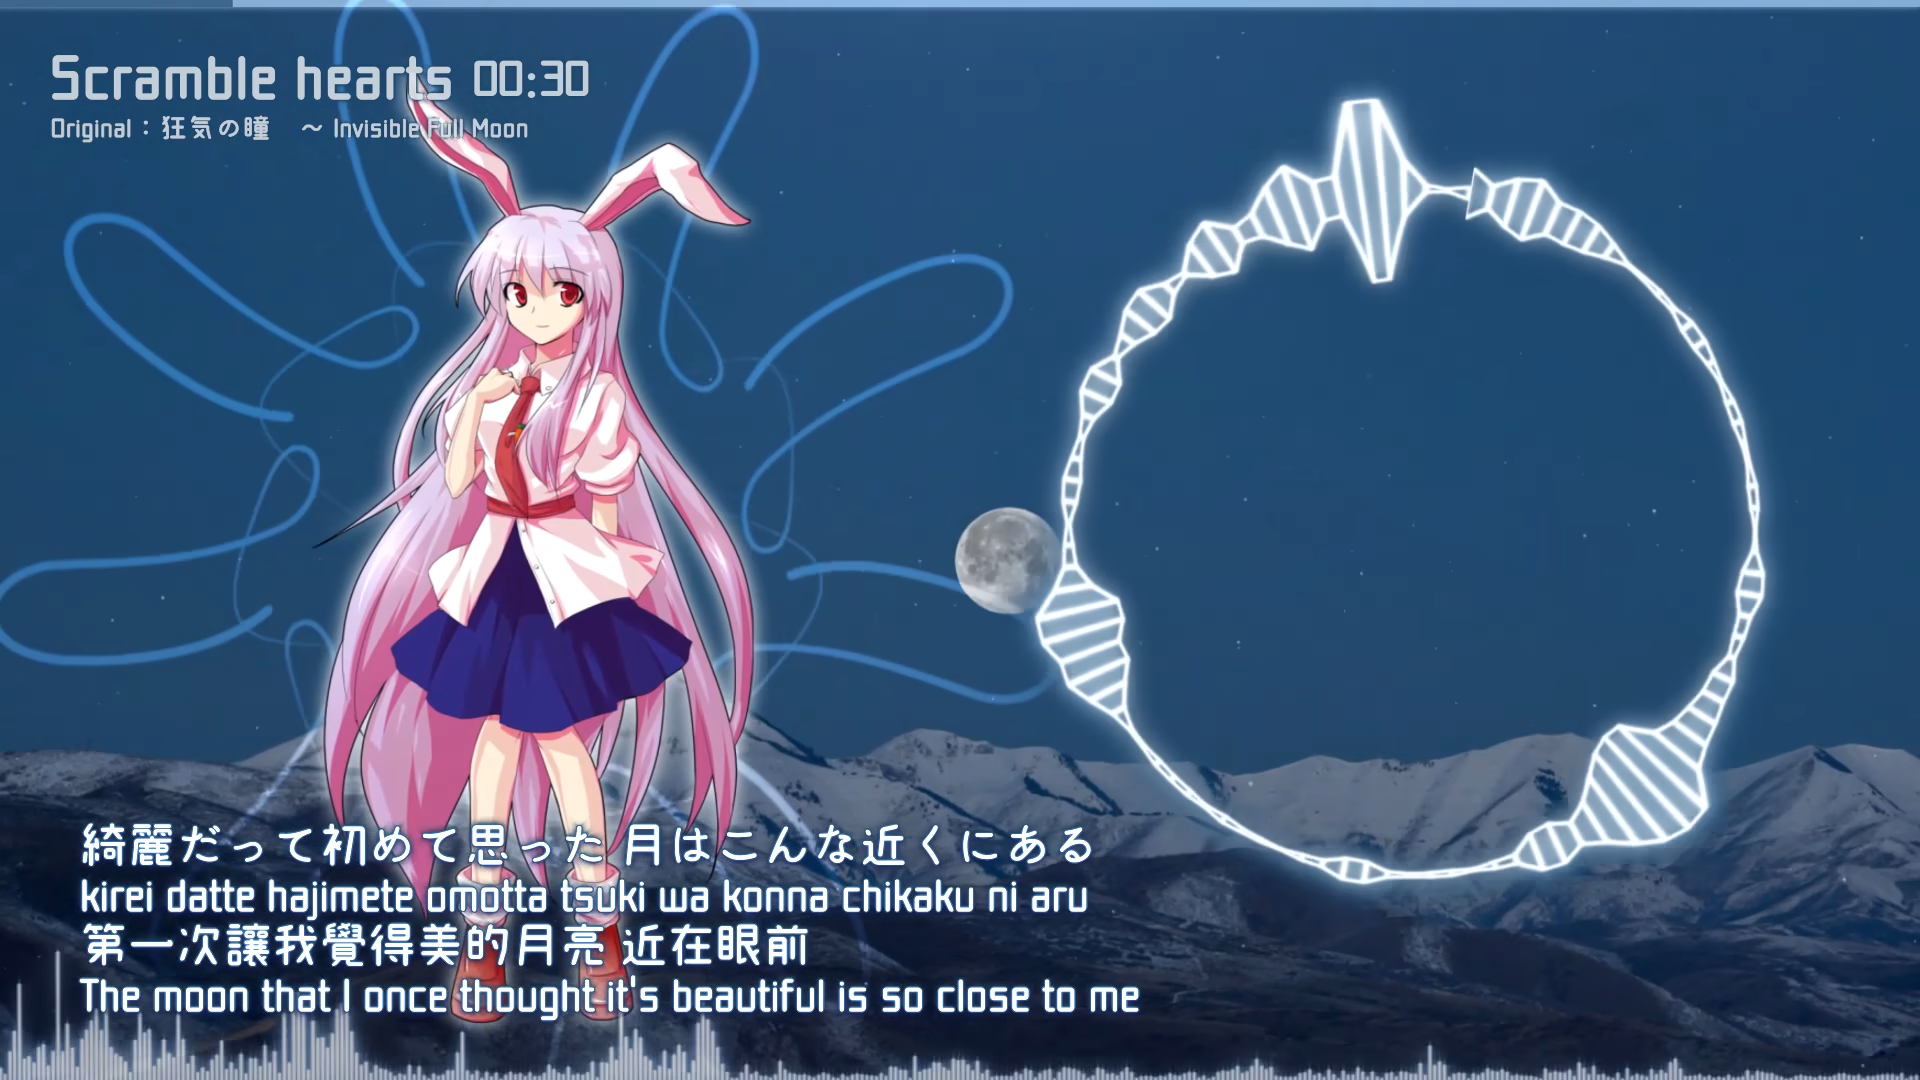 Scramble hearts 00:30
Original：狂気の瞳　～ Invisible Full Moon
綺麗だって初めて思った 月はこんな近くにある
kirei datte hajimete omotta tsuki wa konna chikaku ni aru
第一次讓我覺得美的月亮 近在眼前
The moon that I once thought it's beautiful is so close to me